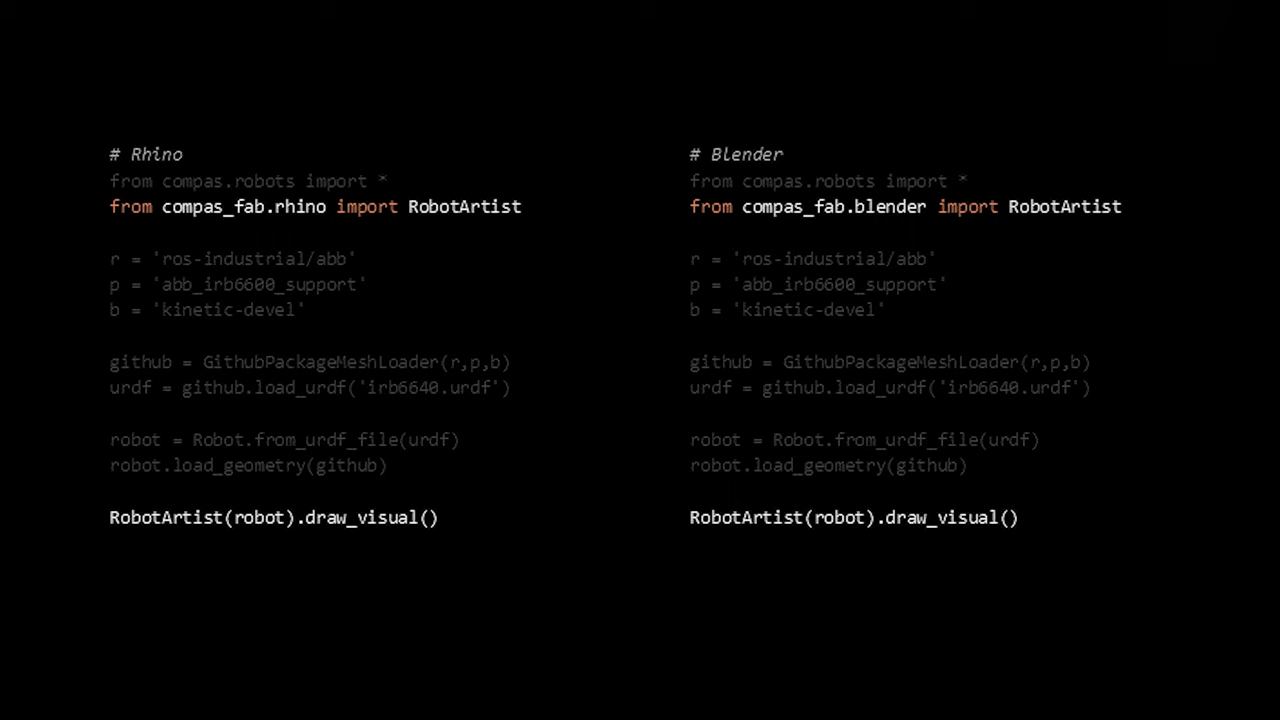 # Rhino
from compas.robots import *
from compas_fab.rhino import RobotArtist
r = 'ros-industrial/abb'
p = 'abb_irb6600_support'
b = 'kinetic-devel'
github = GithubPackageMeshLoader(r,p,b)
urdf = github.load_urdf('irb6640.urdf')
robot = Robot.from_urdf_file(urdf)
robot.load_geometry(github)
RobotArtist(robot).draw_visual()
# Blender
from compas.robots import *
from compas_fab.blender import RobotArtist
r = 'ros-industrial/abb'
p = 'abb_irb6600_support'
b = 'kinetic-devel'
github = GithubPackageMeshLoader(r,p,b)
urdf = github.load_urdf('irb6640.urdf')
robot = Robot.from_urdf_file(urdf)
robot.load_geometry(github)
RobotArtist(robot).draw_visual()